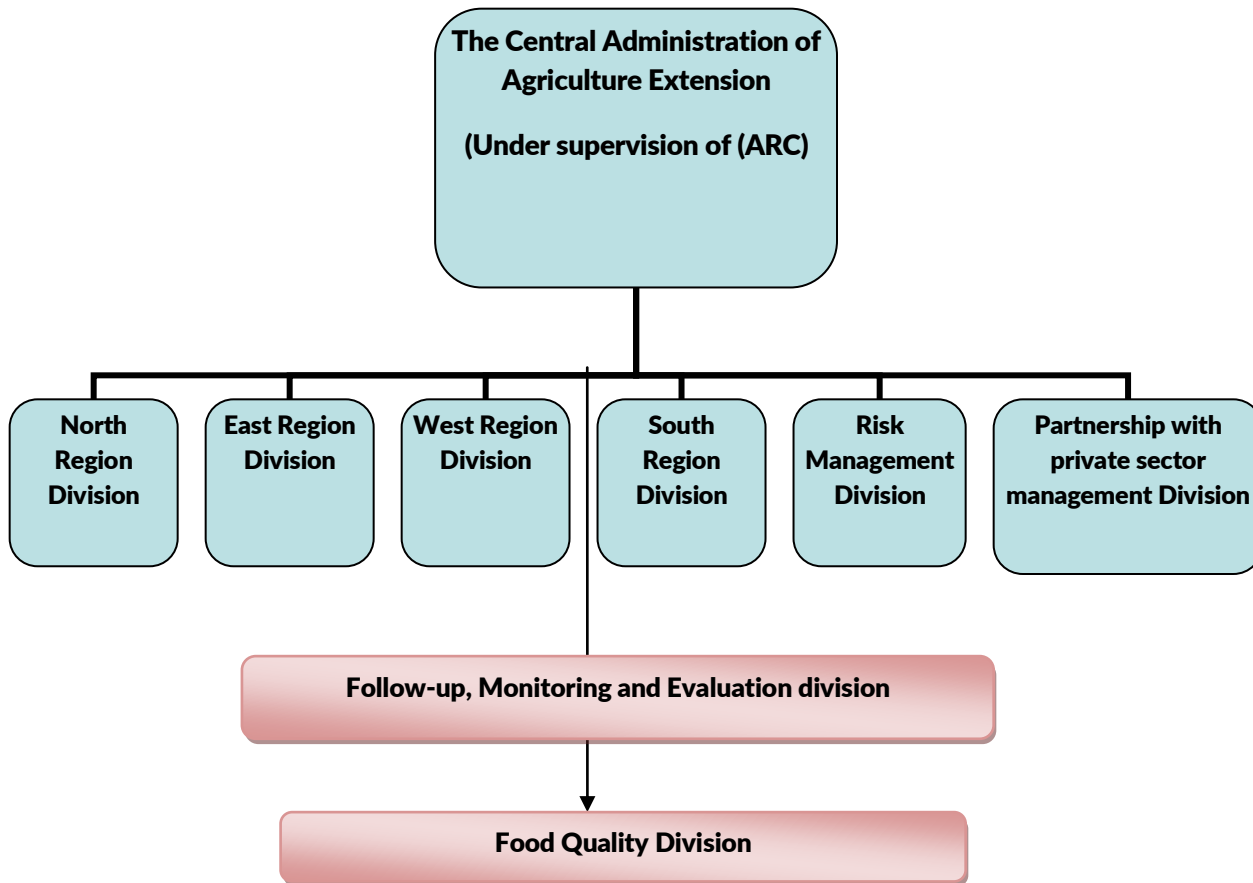 The Central Administration of
Agriculture Extension
(Under supervision of (ARC)
North
Region
Division
East Region
Division
West Region
Division
South
Region
Division
Risk
Management
Division
Partnership with
private sector
management Division
Follow-up, Monitoring and Evaluation division
Food Quality Division